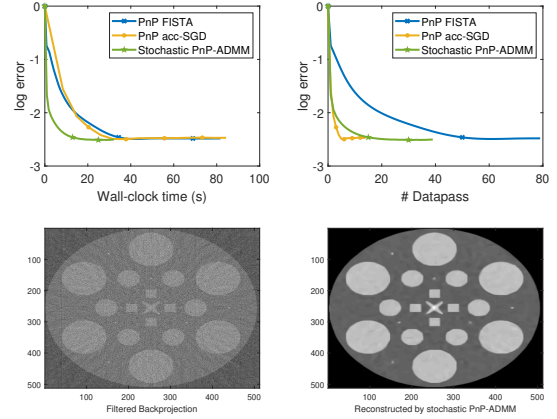 0
-1
-2
-3
log error
0 20 40 60 80 100
Wall-clock time (s)
PnP FISTA
PnP acc-SGD
Stochastic PnP-ADMM
0
-1
-2
-3
log error
0 20 40 60 80
# Datapass
PnP FISTA
PnP acc-SGD
Stochastic PnP-ADMM
100
200
300
400
500
100 200 300 400 500
Filtered Backprojection
100
200
300
400
500
100 200 300 400 500
Reconstructed by stochastic PnP-ADMM